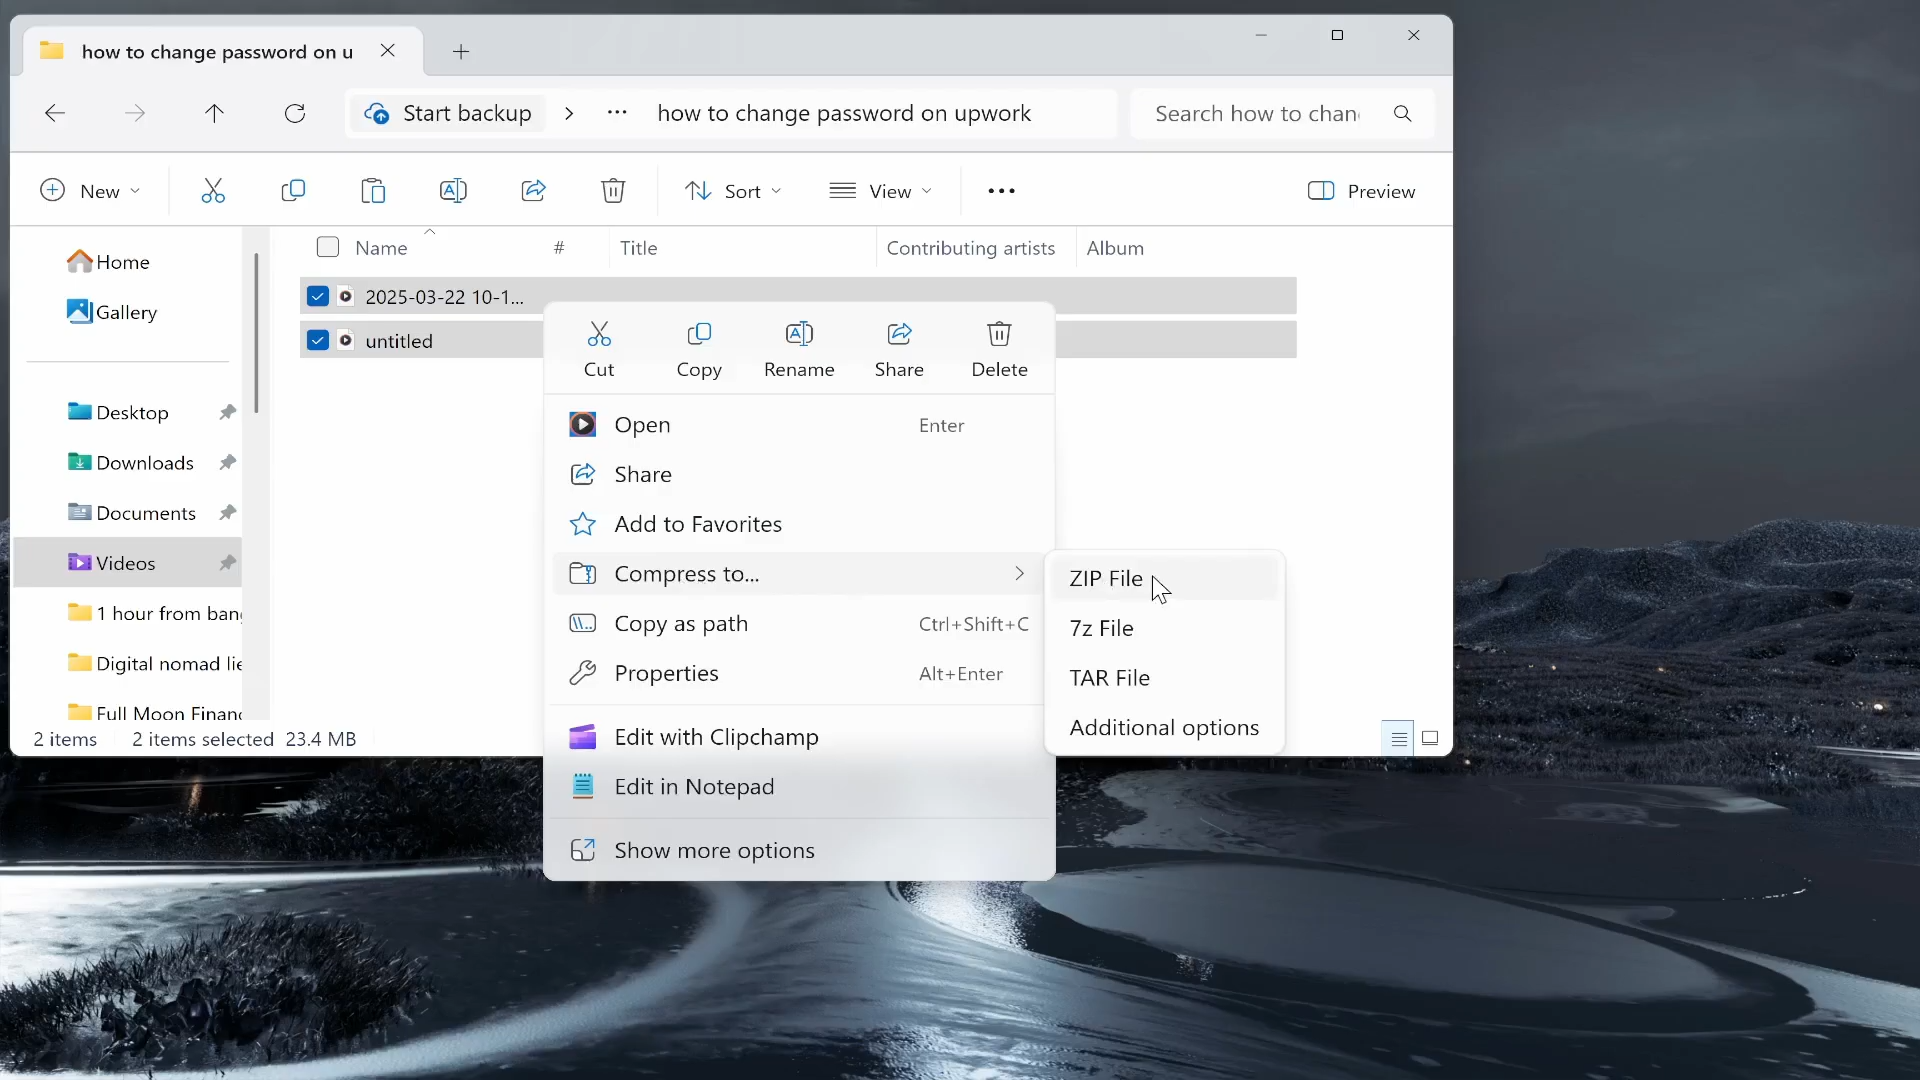 how to change password on u
Start backup
how to change password on upwork
Search how to chan
New
Sort
View
Preview
Name
#
Title
Contributing artists
Album
Home
Gallery
Desktop
Downloads
Documents
Videos
1 hour from ban
Digital nomad lie
Full Moon Finan
2025-03-22 10-1...
untitled
Cut
Copy
Rename
Share
Delete
Open
Enter
Share
Add to Favorites
Compress to...
Copy as path
Ctrl+Shift+C
Properties
Alt+Enter
Edit with Clipchamp
Edit in Notepad
Show more options
ZIP File
7z File
TAR File
Additional options
2 items
2 items selected 23.4 MB